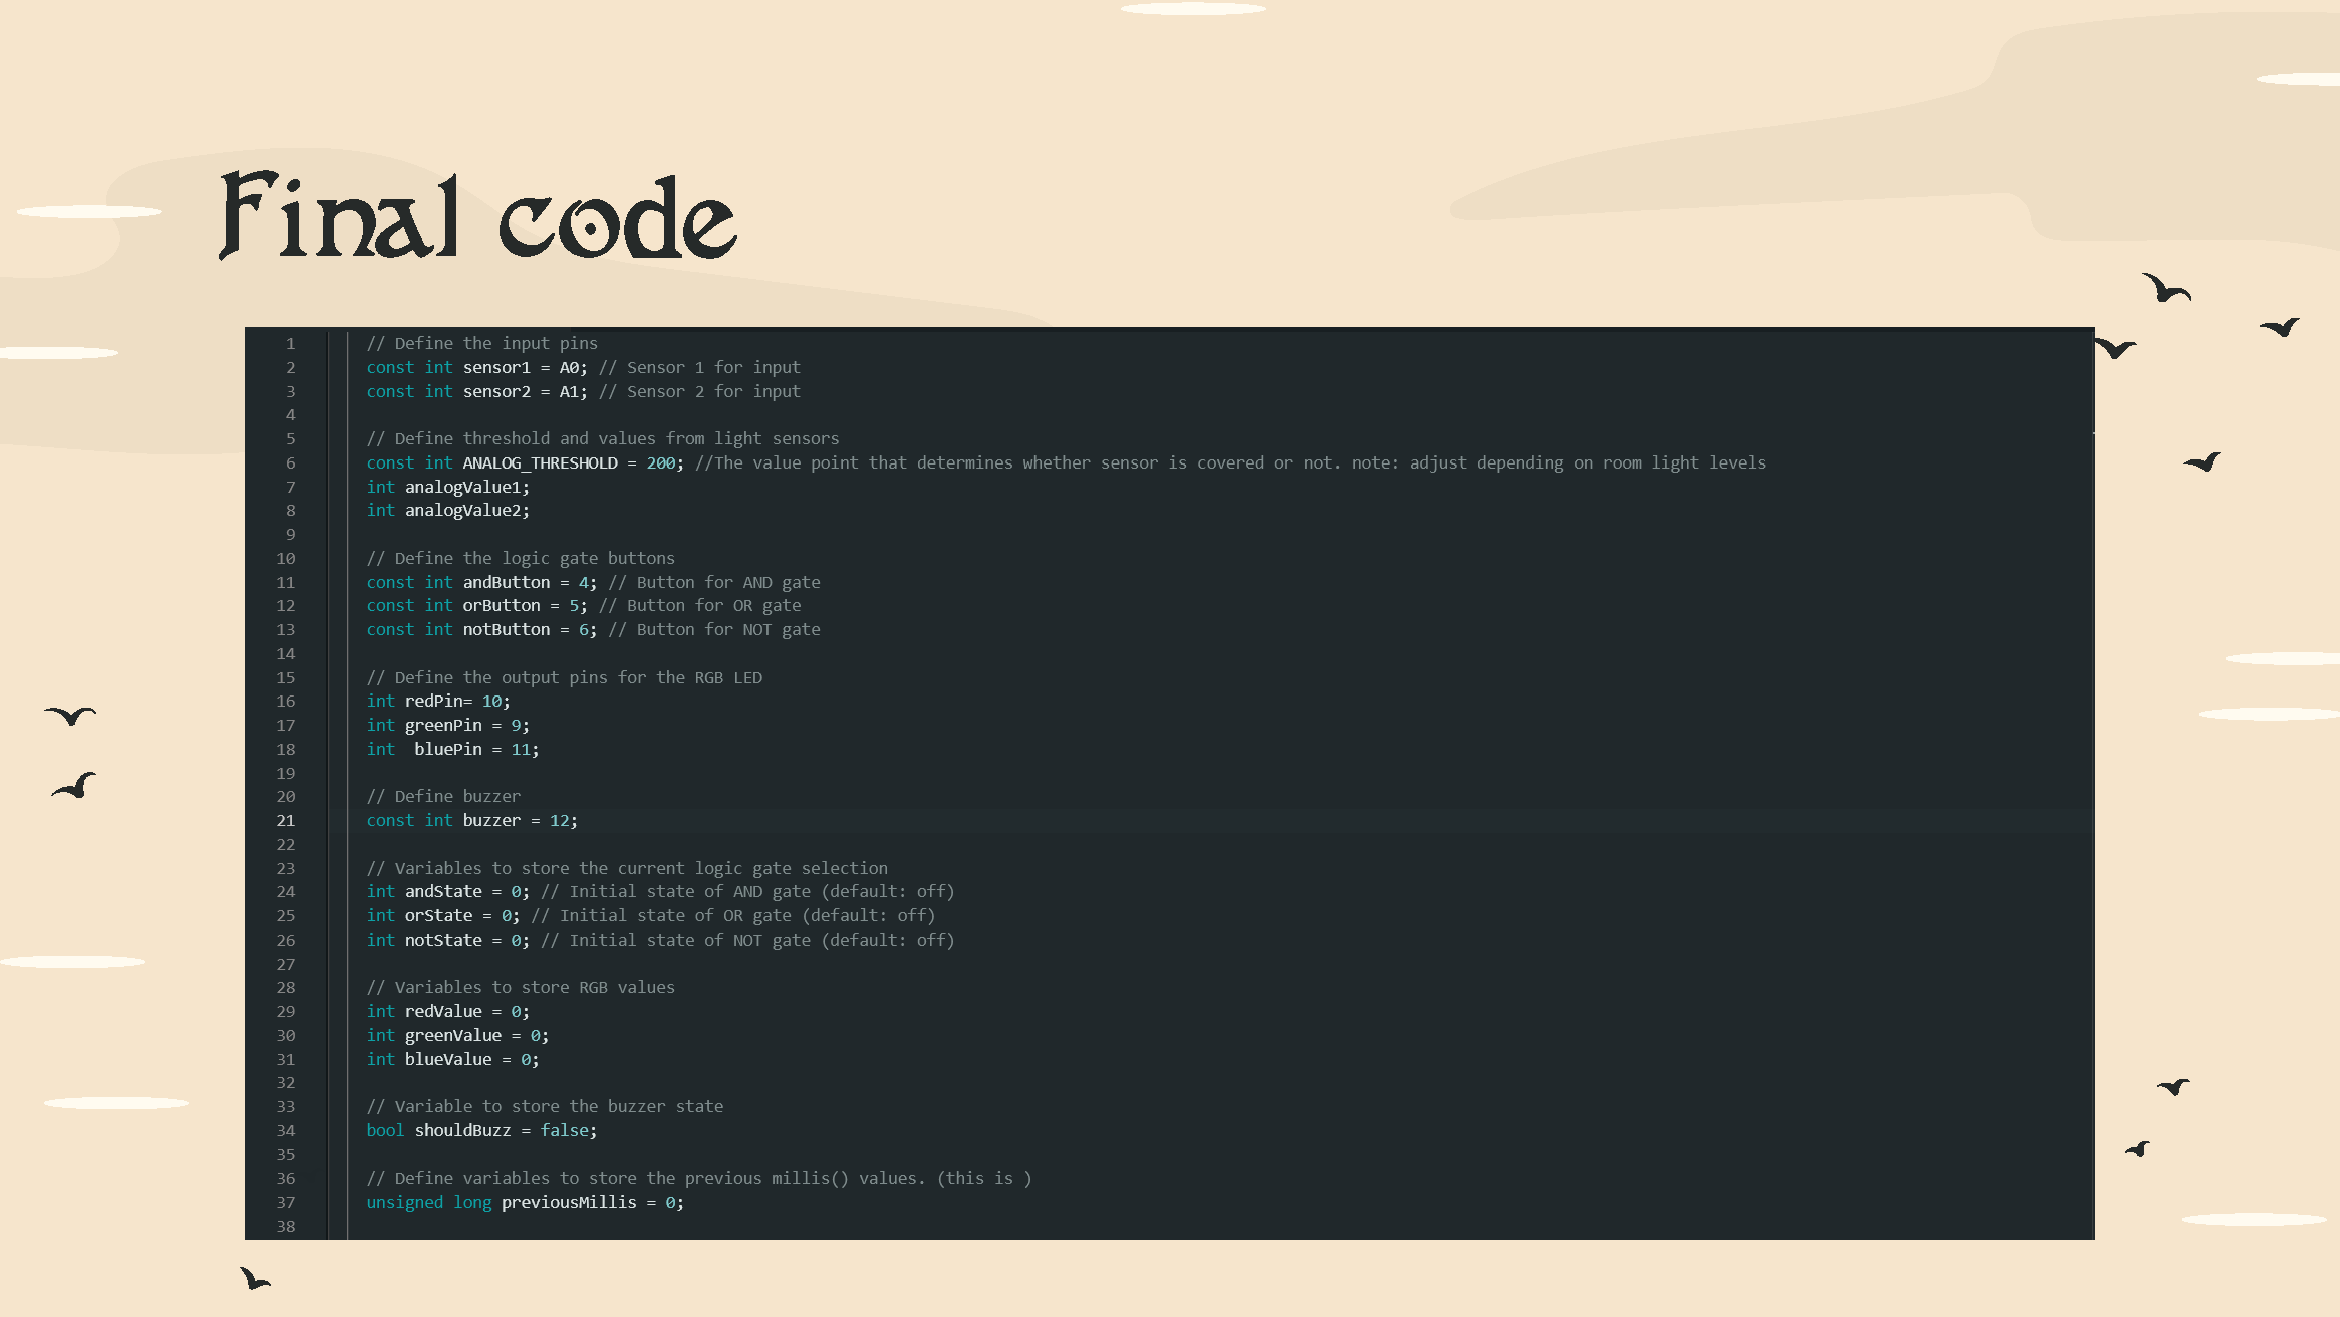 Final code
1 // Define the input pins
2 const int sensor1 = A0; // Sensor 1 for input
3 const int sensor2 = A1; // Sensor 2 for input
4
5 // Define threshold and values from light sensors
6 const int ANALOG_THRESHOLD = 200; //The value point that determines whether sensor is covered or not. note: adjust depending on room light levels
7 int analogValue1;
8 int analogValue2;
9
10 // Define the logic gate buttons
11 const int andButton = 4; // Button for AND gate
12 const int orButton = 5; // Button for OR gate
13 const int notButton = 6; // Button for NOT gate
14
15 // Define the output pins for the RGB LED
16 int redPin= 10;
17 int greenPin = 9;
18 int  bluePin = 11;
19
20 // Define buzzer
21 const int buzzer = 12;
22
23 // Variables to store the current logic gate selection
24 int andState = 0; // Initial state of AND gate (default: off)
25 int orState = 0; // Initial state of OR gate (default: off)
26 int notState = 0; // Initial state of NOT gate (default: off)
27
28 // Variables to store RGB values
29 int redValue = 0;
30 int greenValue = 0;
31 int blueValue = 0;
32
33 // Variable to store the buzzer state
34 bool shouldBuzz = false;
35
36 // Define variables to store the previous millis() values. (this is )
37 unsigned long previousMillis = 0;
38